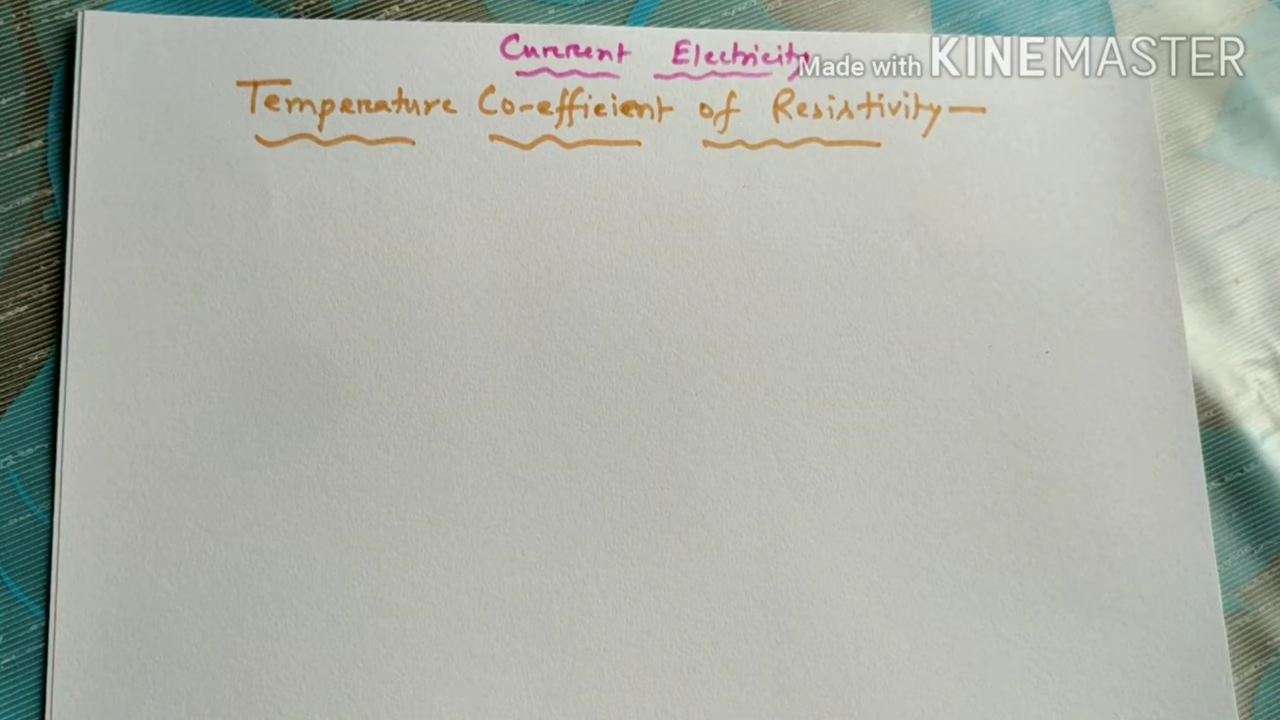 Current Electricity
Made with KINEMASTER
Temperature Co-efficient of Resistivity—